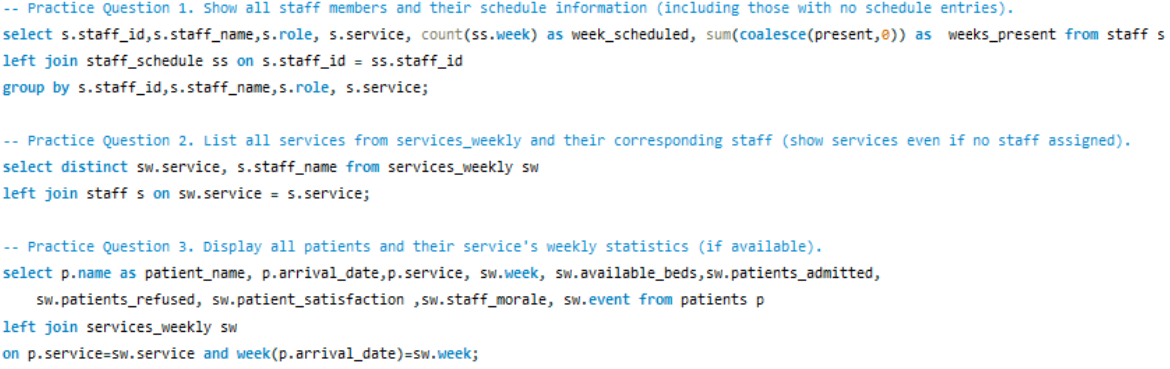 -- Practice Question 1. Show all staff members and their schedule information (including those with no schedule entries).
select s.staff_id,s.staff_name,s.role, s.service, count(ss.week) as week_scheduled, sum(coalesce(present,0)) as  weeks_present from staff s
left join staff_schedule ss on s.staff_id = ss.staff_id
group by s.staff_id,s.staff_name,s.role, s.service;
-- Practice Question 2. List all services from services_weekly and their corresponding staff (show services even if no staff assigned).
select distinct sw.service, s.staff_name from services_weekly sw
left join staff s on sw.service = s.service;
-- Practice Question 3. Display all patients and their service's weekly statistics (if available).
select p.name as patient_name, p.arrival_date,p.service, sw.week, sw.available_beds,sw.patients_admitted,
    sw.patients_refused, sw.patient_satisfaction ,sw.staff_morale, sw.event from patients p
left join services_weekly sw
on p.service=sw.service and week(p.arrival_date)=sw.week;